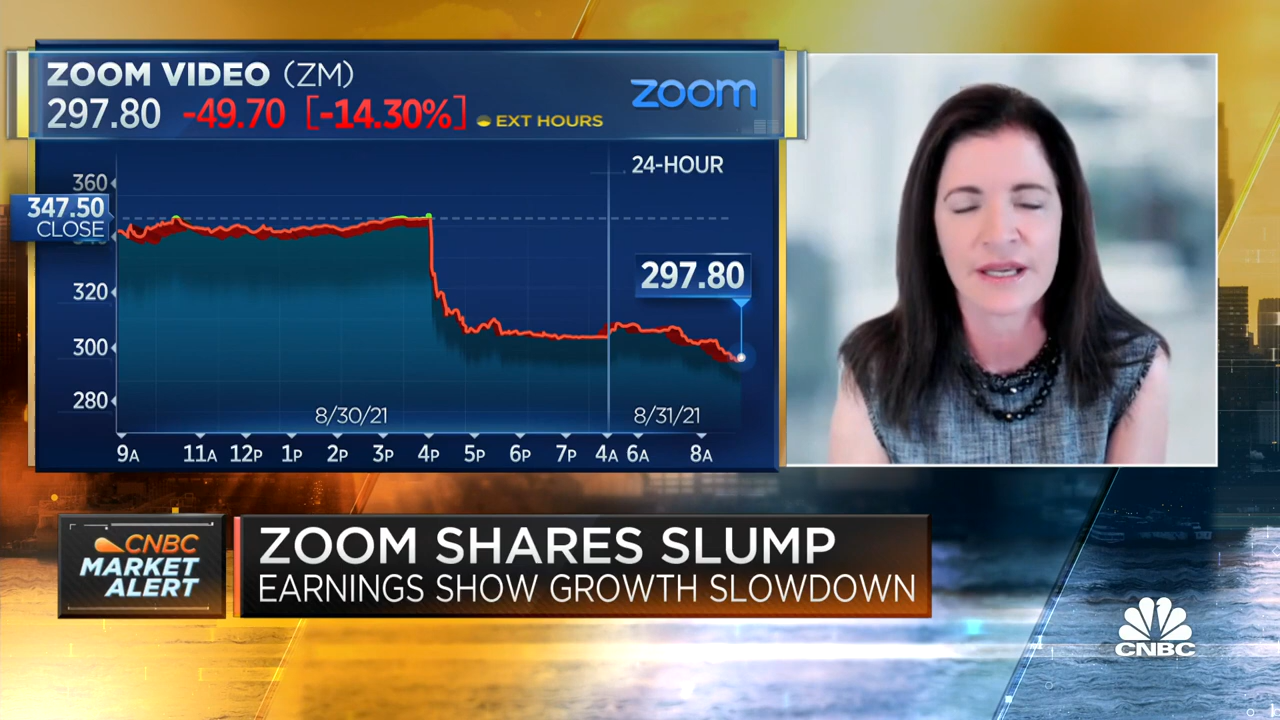 ZOOM VIDEO (ZM)
297.80 -49.70 [-14.30%] EXT HOURS
zoom
24-HOUR
360
347.50
CLOSE
320
300
280
297.80
8/30/21
8/31/21
9A 11A 12P 1P 2P 3P 4P 5P 6P 7P 4A 6A 8A
CNBC
MARKET
ALERT
ZOOM SHARES SLUMP
EARNINGS SHOW GROWTH SLOWDOWN
CNBC